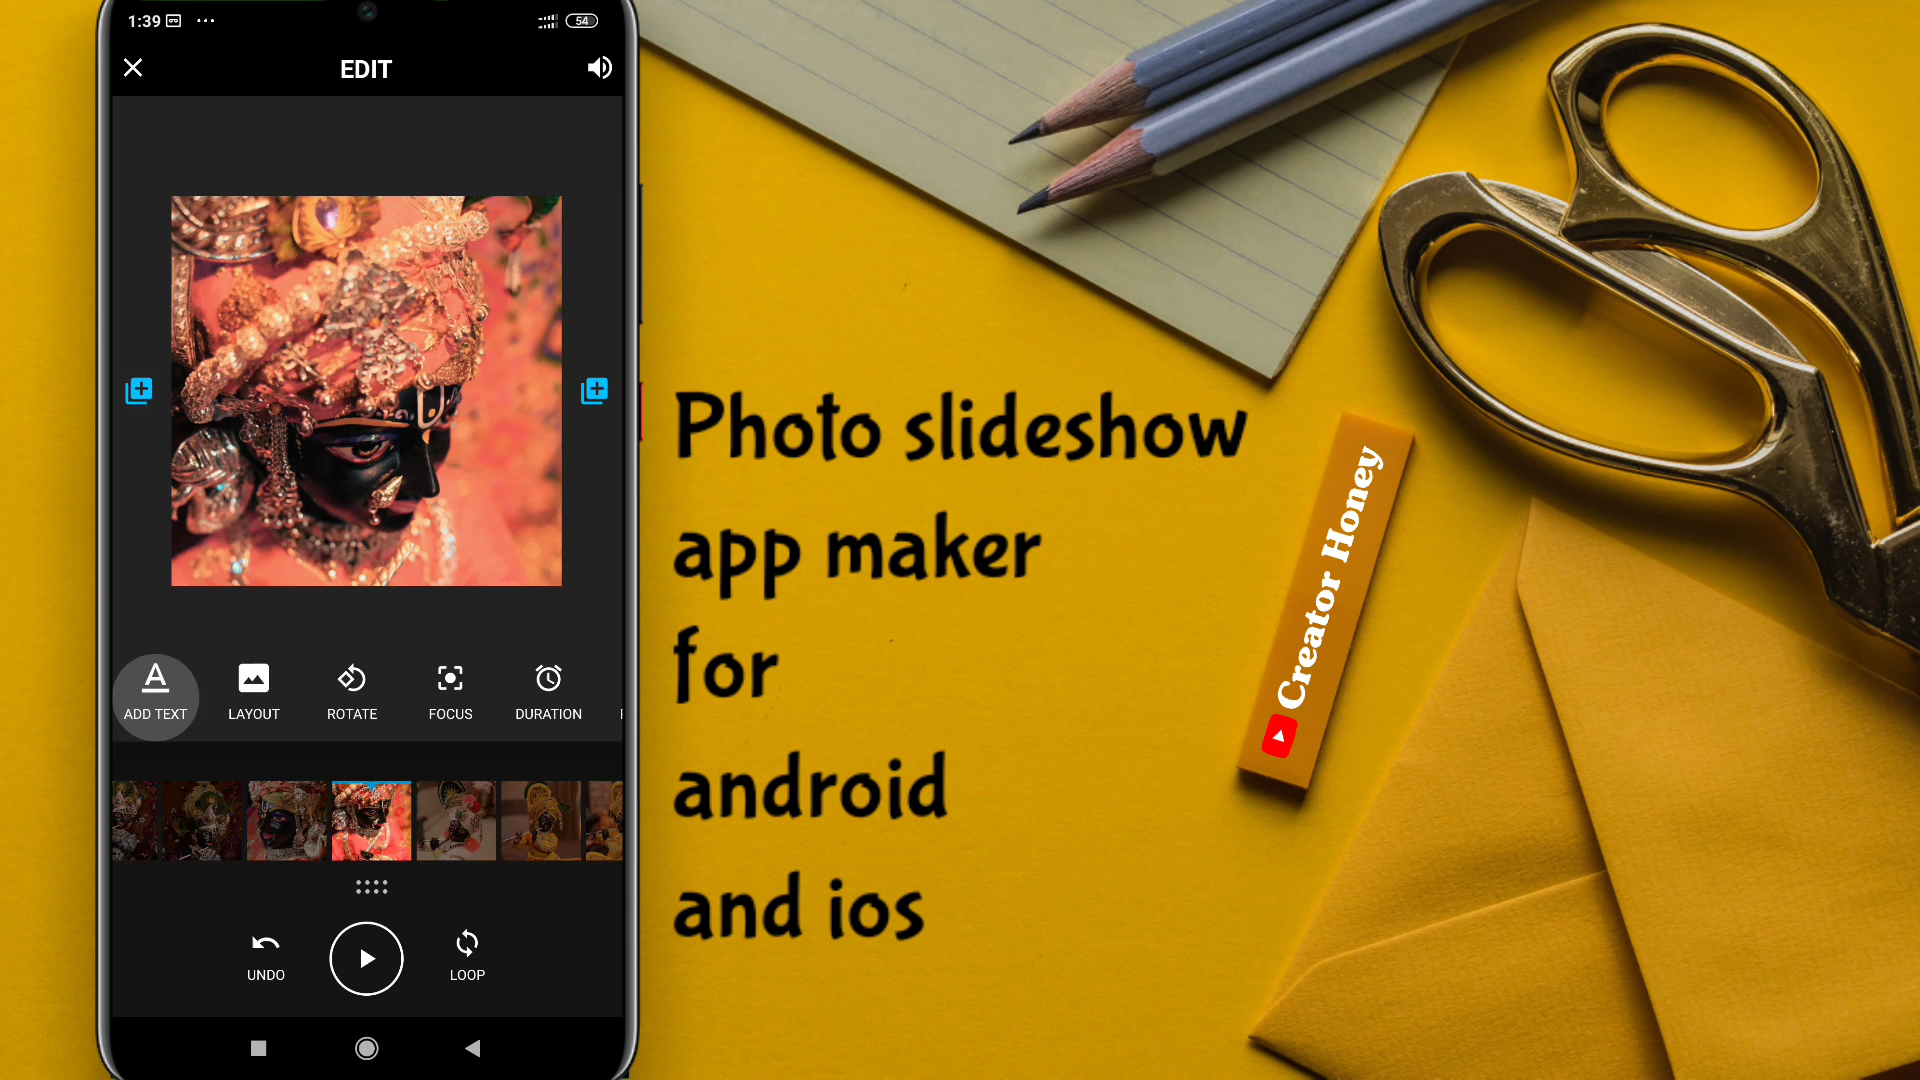 1:39
54
EDIT
ADD TEXT
LAYOUT
ROTATE
FOCUS
DURATION
UNDO
LOOP
Photo slideshow
app maker
for
android
and ios
Creator Honey